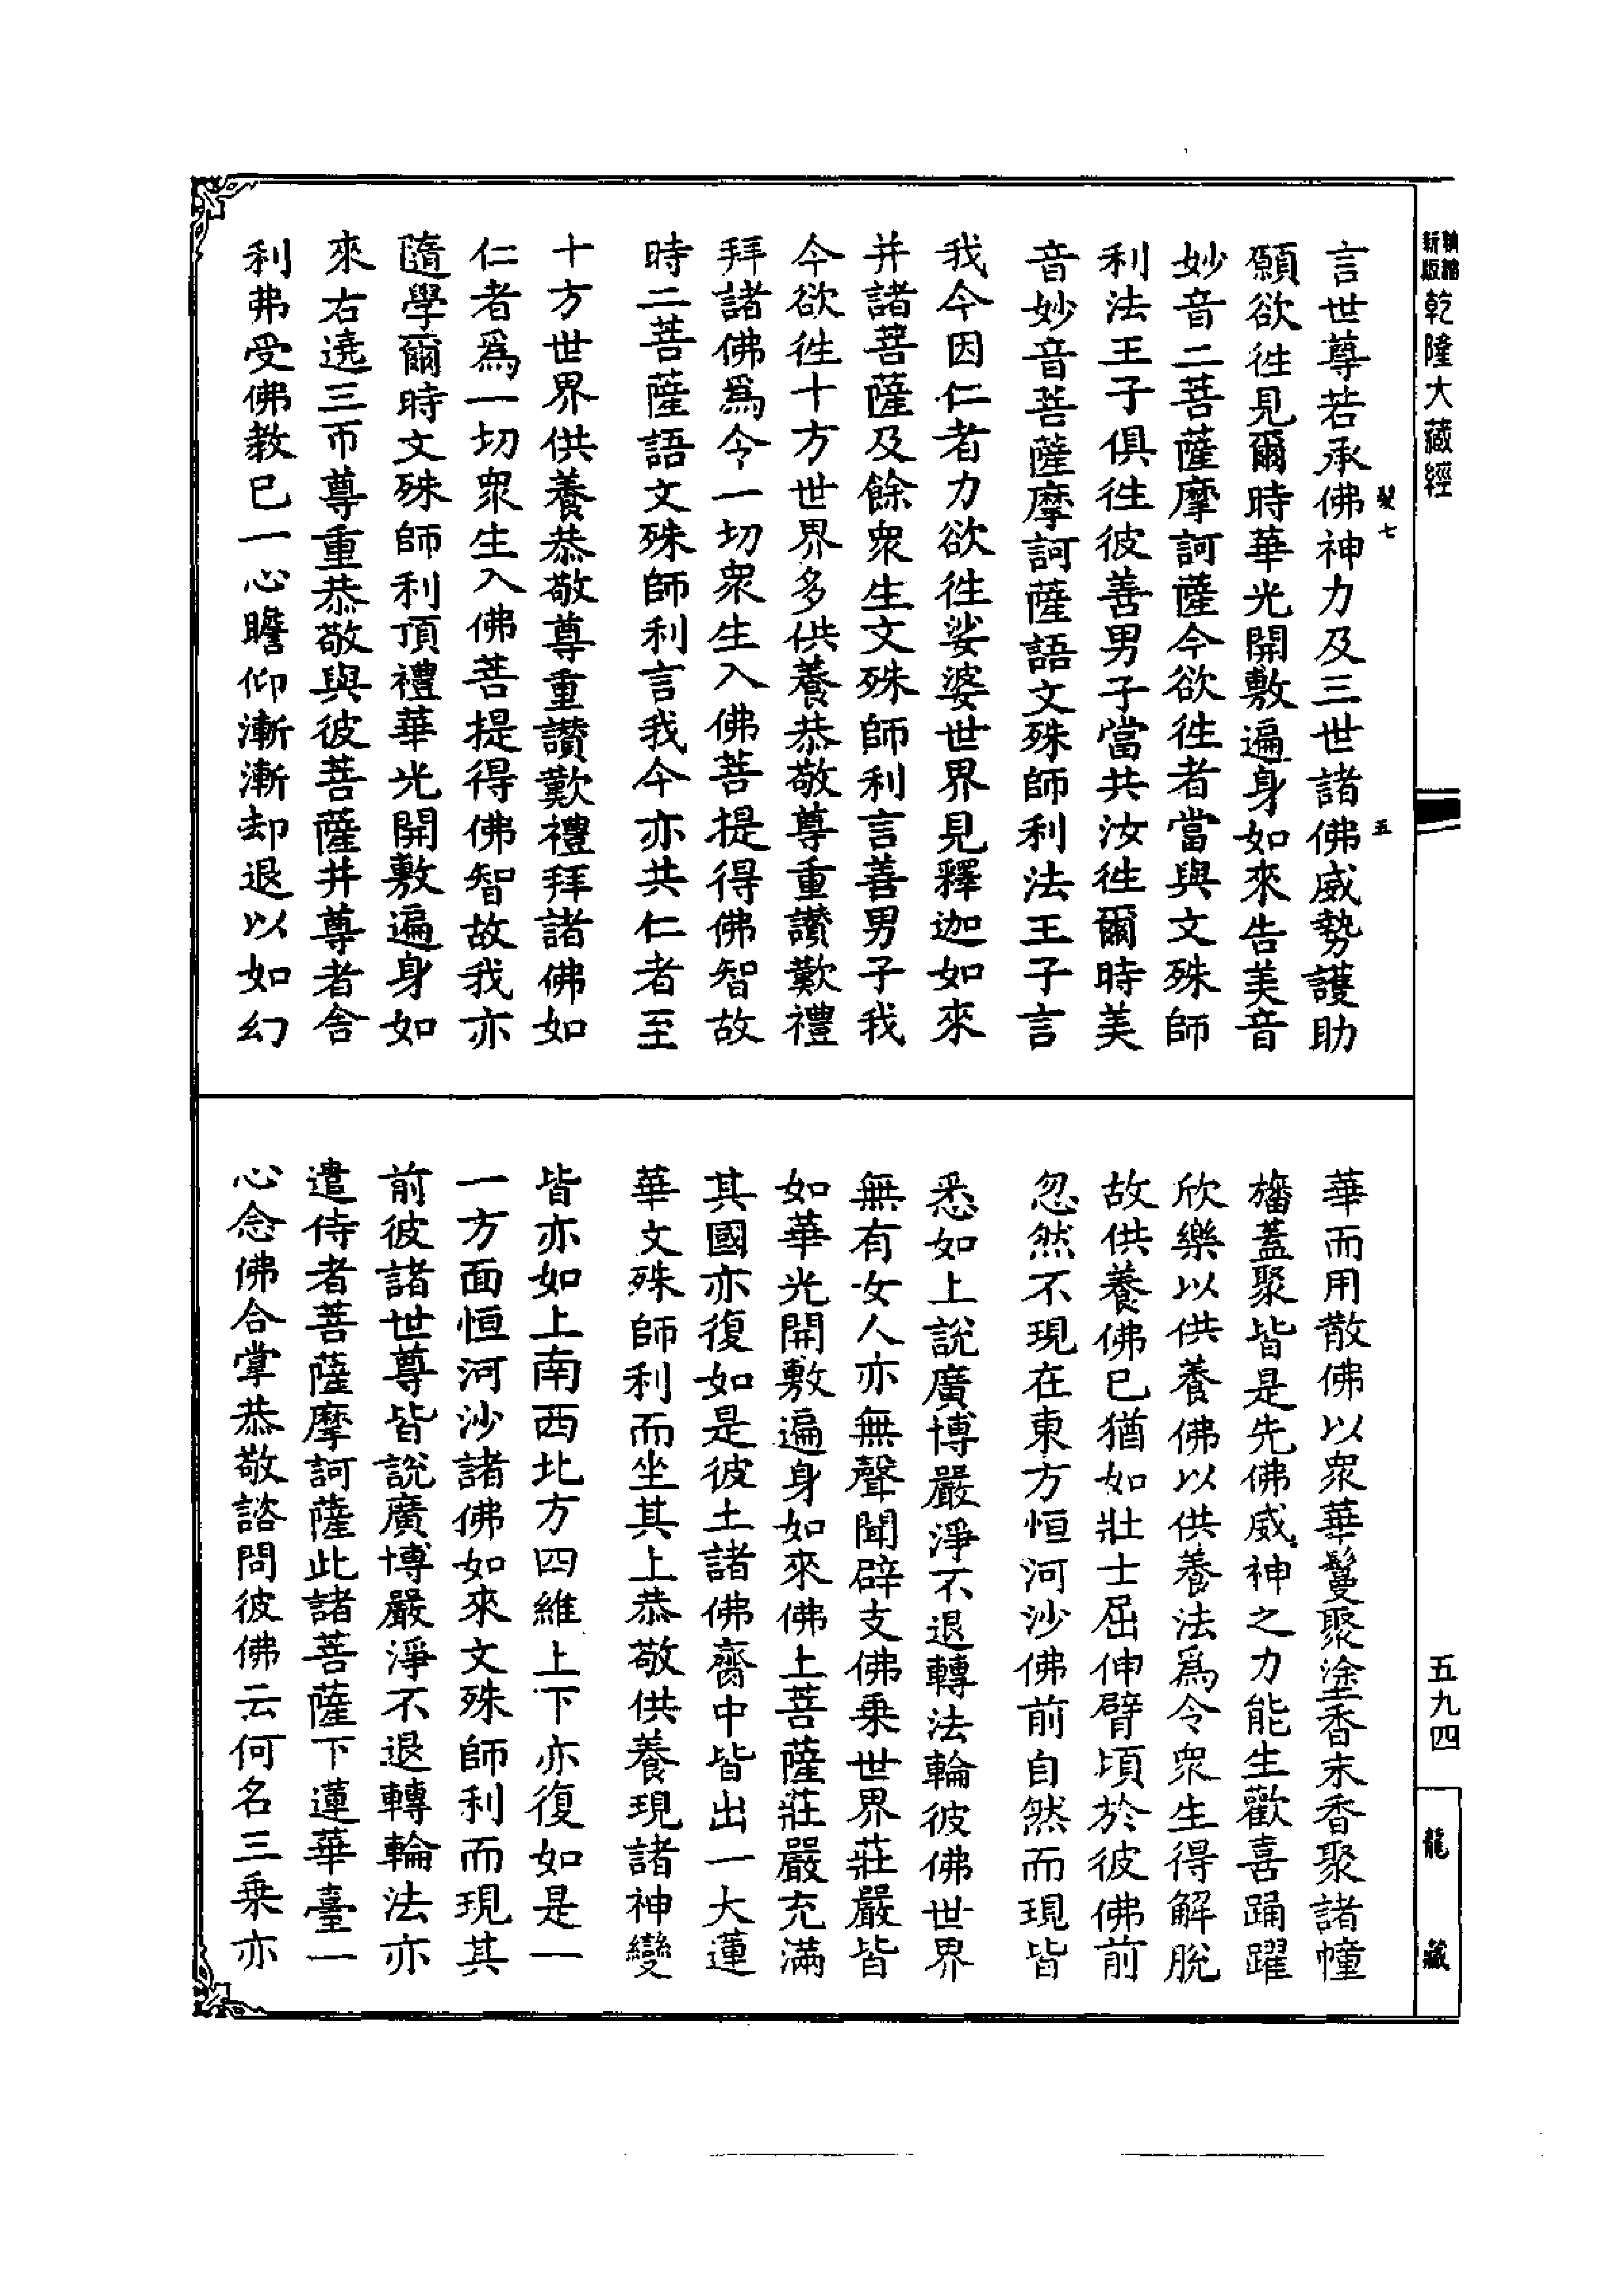 新版
乾隆大藏經
髮七
五
言世尊若承佛神力及三世諸佛威勢護助
願欲往見爾時華光開敷遍身如來告美音
妙音二菩薩摩訶薩今欲往者當與文殊師
利法王子俱往彼善男子當共汝往爾時美
音妙音菩薩摩訶薩語文殊師利法王子言
我今因仁者力欲往娑婆世界見釋迦如來
并諸菩薩及餘衆生文殊師利言善男子我
今欲往十方世界多供養恭敬尊重讃歎禮
拜諸佛爲令一切衆生入佛菩提得佛智故
時二菩薩語文殊師利言我今亦共仁者至
十方世界供養恭敬尊重讃歎禮拜諸佛如
仁者爲一切衆生入佛菩提得佛智故我亦
隨學爾時文殊師利頂禮華光開敷遍身如
來右遶三帀尊重恭敬與彼菩薩并尊者舍
利弗受佛教已一心瞻仰漸漸却退以如幻
華而用散佛以衆華鬘聚塗香末香聚諸幢
旛蓋聚皆是先佛威神之力能生歡喜踊躍
欣樂以供養佛以供養法爲令衆生得解脫
故供養佛已猶如壯士屈伸臂頃於彼佛前
忽然不現在東方恒河沙佛前自然而現皆
悉如上說廣博嚴淨不退轉法輪彼佛世界
無有女人亦無聲聞辟支佛乘世界莊嚴皆
如華光開敷遍身如來佛上菩薩莊嚴充滿
其國亦復如是彼土諸佛齎中皆出一大蓮
華文殊師利而坐其上恭敬供養現諸神變
皆亦如上南西北方四維上下亦復如是一
一方面恒河沙諸佛如來文殊師利而現其
前彼諸世尊皆說廣博嚴淨不退轉輪法亦
遣侍者菩薩摩訶薩此諸菩薩下蓮華臺一
心念佛合掌恭敬諮問彼佛云何名三乘亦
五九四
龍藏